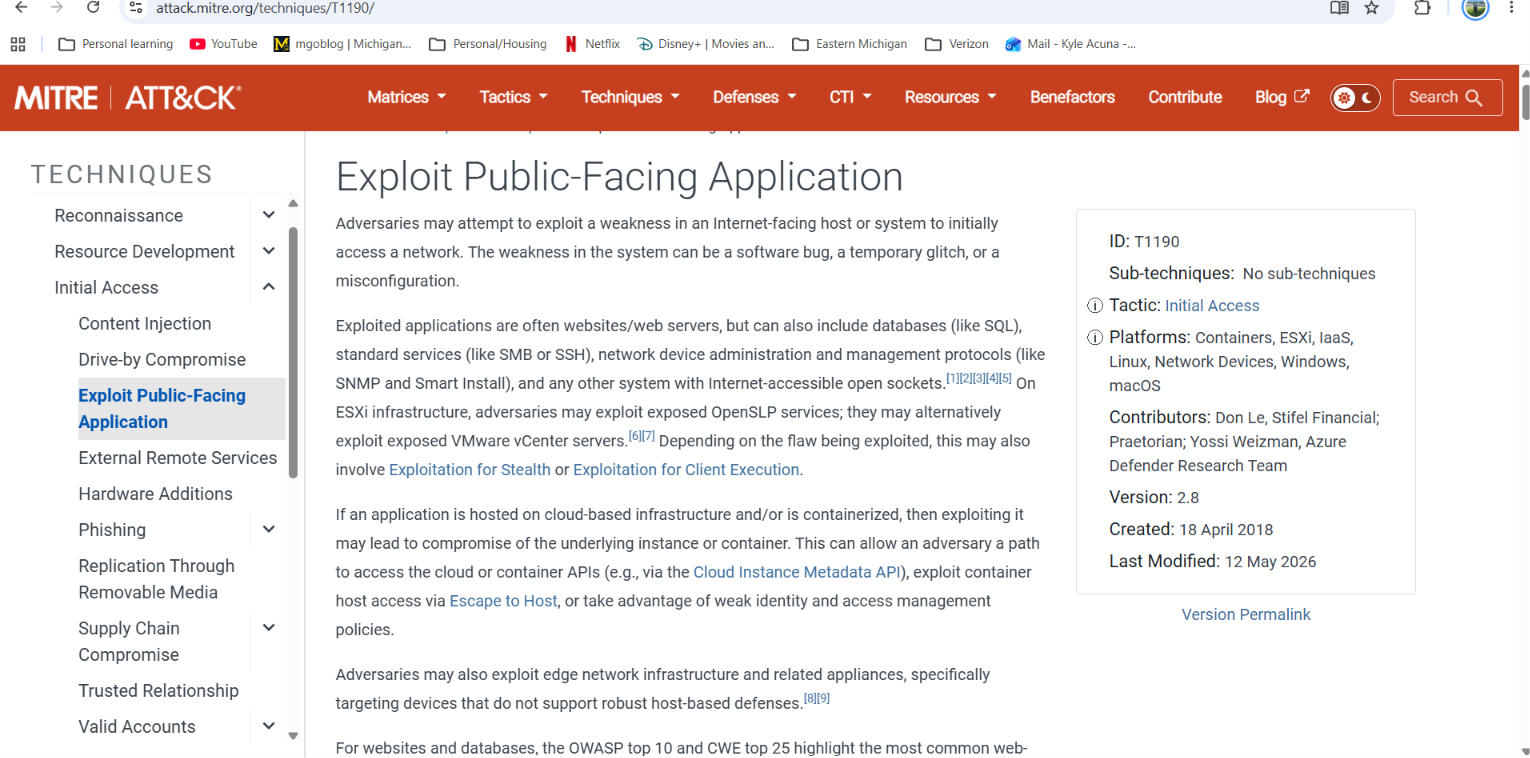 attack.mitre.org/techniques/T1190/
Personal learning
YouTube
mgoblog | Michigan...
Personal/Housing
Netflix
Disney+ | Movies an...
Eastern Michigan
Verizon
Mail - Kyle Acuna -...
MITRE | ATT&CK®
Matrices
Tactics
Techniques
Defenses
CTI
Resources
Benefactors
Contribute
Blog
Search
TECHNIQUES
Reconnaissance
Resource Development
Initial Access
Content Injection
Drive-by Compromise
Exploit Public-Facing
Application
External Remote Services
Hardware Additions
Phishing
Replication Through
Removable Media
Supply Chain
Compromise
Trusted Relationship
Valid Accounts
Exploit Public-Facing Application
Adversaries may attempt to exploit a weakness in an Internet-facing host or system to initially
access a network. The weakness in the system can be a software bug, a temporary glitch, or a
misconfiguration.
Exploited applications are often websites/web servers, but can also include databases (like SQL),
standard services (like SMB or SSH), network device administration and management protocols (like
SNMP and Smart Install), and any other system with Internet-accessible open sockets.[1][2][3][4][5] On
ESXi infrastructure, adversaries may exploit exposed OpenSLP services; they may alternatively
exploit exposed VMware vCenter servers.[6][7] Depending on the flaw being exploited, this may also
involve Exploitation for Stealth or Exploitation for Client Execution.
If an application is hosted on cloud-based infrastructure and/or is containerized, then exploiting it
may lead to compromise of the underlying instance or container. This can allow an adversary a path
to access the cloud or container APIs (e.g., via the Cloud Instance Metadata API), exploit container
host access via Escape to Host, or take advantage of weak identity and access management
policies.
Adversaries may also exploit edge network infrastructure and related appliances, specifically
targeting devices that do not support robust host-based defenses.[8][9]
For websites and databases, the OWASP top 10 and CWE top 25 highlight the most common web-
ID: T1190
Sub-techniques: No sub-techniques
Tactic: Initial Access
Platforms: Containers, ESXi, IaaS,
Linux, Network Devices, Windows,
macOS
Contributors: Don Le, Stifel Financial;
Praetorian; Yossi Weizman, Azure
Defender Research Team
Version: 2.8
Created: 18 April 2018
Last Modified: 12 May 2026
Version Permalink